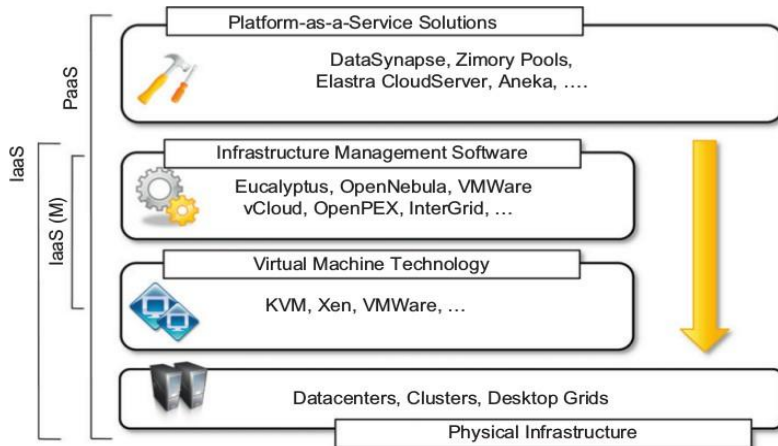 Platform-as-a-Service Solutions
DataSynapse, Zimory Pools,
Elastra CloudServer, Aneka, ….
PaaS
IaaS
IaaS (M)
Infrastructure Management Software
Eucalyptus, OpenNebula, VMWare
vCloud, OpenPEX, InterGrid, …
Virtual Machine Technology
KVM, Xen, VMWare, …
Datacenters, Clusters, Desktop Grids
Physical Infrastructure